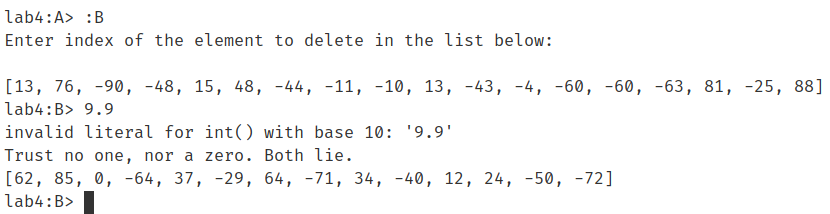 lab4:A> :B
Enter index of the element to delete in the list below:
[13, 76, -90, -48, 15, 48, -44, -11, -10, 13, -43, -4, -60, -60, -63, 81, -25, 88]
lab4:B> 9.9
invalid literal for int() with base 10: '9.9'
Trust no one, nor a zero. Both lie.
[62, 85, 0, -64, 37, -29, 64, -71, 34, -40, 12, 24, -50, -72]
lab4:B>